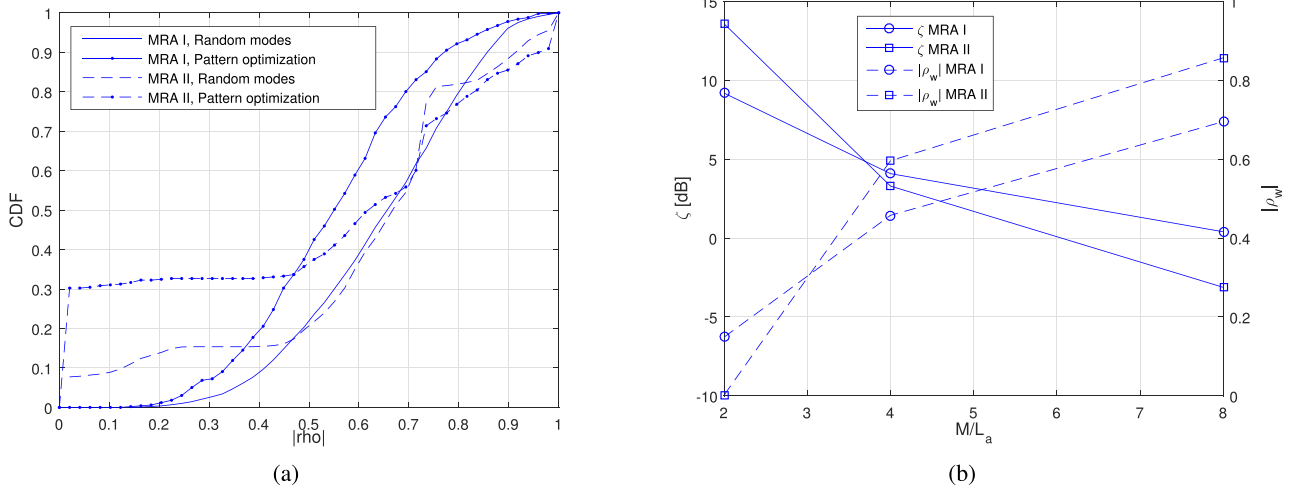 1
0.9
0.8
0.7
0.6
0.5
0.4
0.3
0.2
0.1
0
CDF
MRA I, Random modes
MRA I, Pattern optimization
MRA II, Random modes
MRA II, Pattern optimization
0 0.1 0.2 0.3 0.4 0.5 0.6 0.7 0.8 0.9 1
|rho|
(a)
15
10
5
0
-5
-10
ζ [dB]
ζ MRA I
ζ MRA II
|ρw| MRA I
|ρw| MRA II
1
0.8
0.6
0.4
0.2
0
|ρw|
2 3 4 5 6 7 8
M/La
(b)